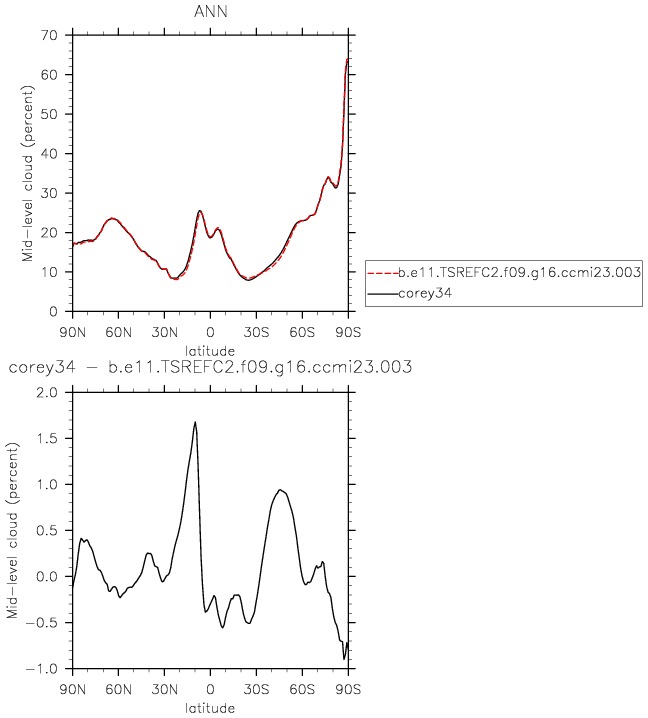 ANN
70
60
50
40
30
20
10
0
Mid-level cloud (percent)
90N 60N 30N 0 30S 60S 90S
latitude
b.e11.TSREFC2.f09.g16.ccmi23.003
corey34
corey34 − b.e11.TSREFC2.f09.g16.ccmi23.003
2.0
1.5
1.0
0.5
0.0
−0.5
−1.0
Mid-level cloud (percent)
90N 60N 30N 0 30S 60S 90S
latitude